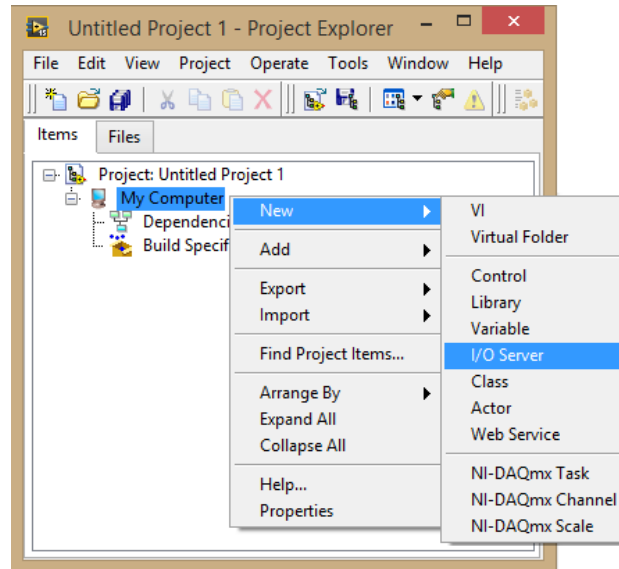 Untitled Project 1 - Project Explorer
File Edit View Project Operate Tools Window Help
Items Files
Project: Untitled Project 1
My Computer
Dependenci
Build Specif
New
Add
Export
Import
Find Project Items...
Arrange By
Expand All
Collapse All
Help...
Properties
VI
Virtual Folder
Control
Library
Variable
I/O Server
Class
Actor
Web Service
NI-DAQmx Task
NI-DAQmx Channel
NI-DAQmx Scale